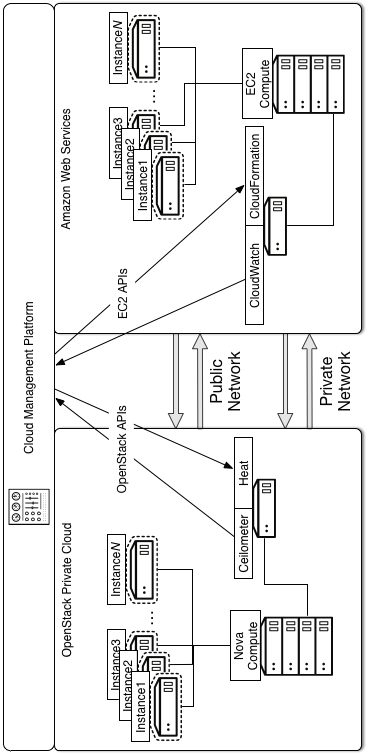 Cloud Management Platform
OpenStack Private Cloud
Instance1
Instance2
Instance3
...
InstanceN
Nova
Compute
Ceilometer
Heat
OpenStack APIs
Public
Network
Private
Network
Amazon Web Services
Instance1
Instance2
Instance3
...
InstanceN
EC2
Compute
CloudWatch
CloudFormation
EC2 APIs